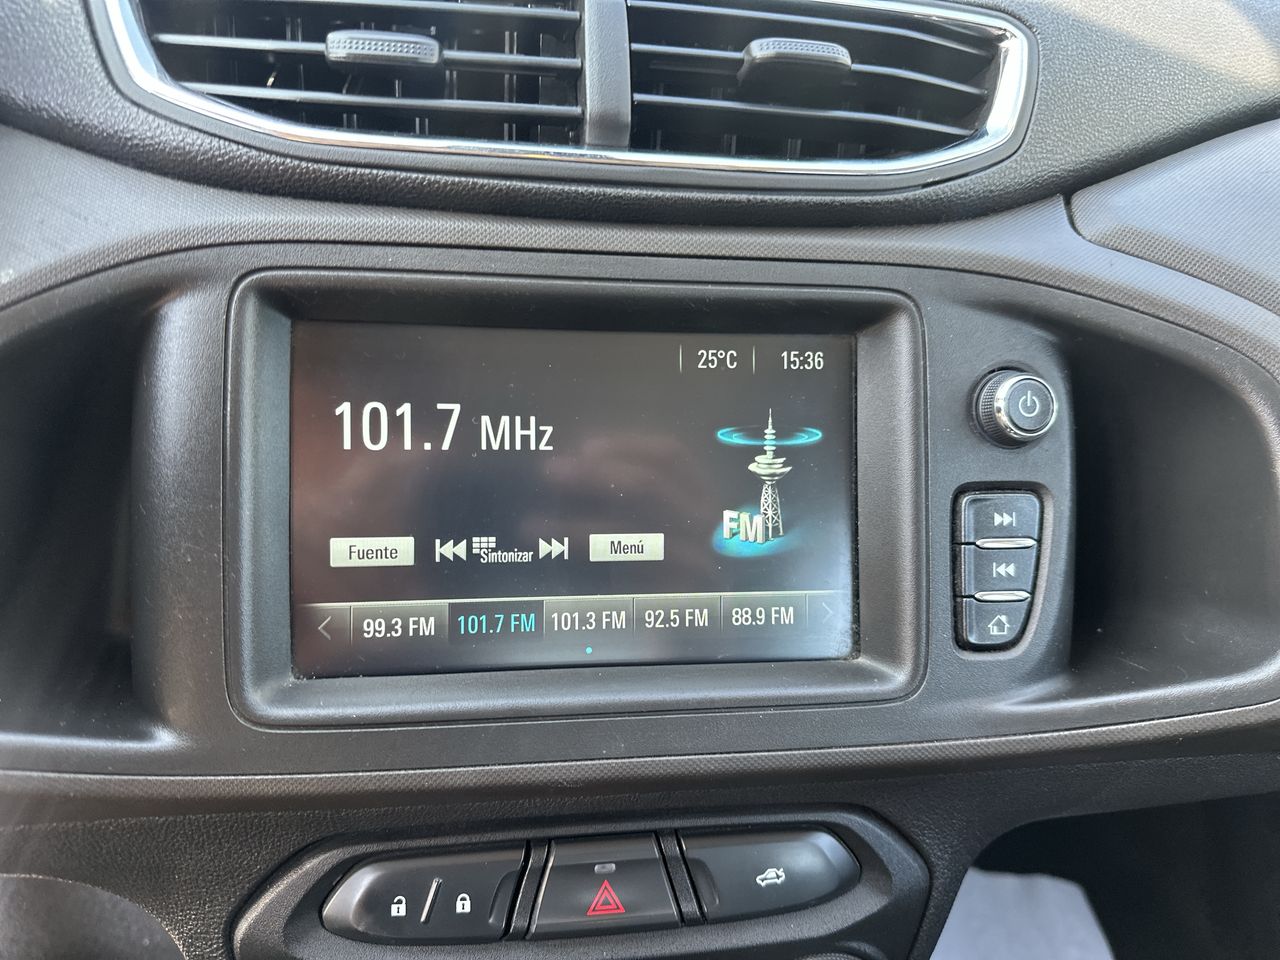 25°C 15:36
101.7 MHz
FM
Fuente Sintonizar Menú
99.3 FM 101.7 FM 101.3 FM 92.5 FM 88.9 FM